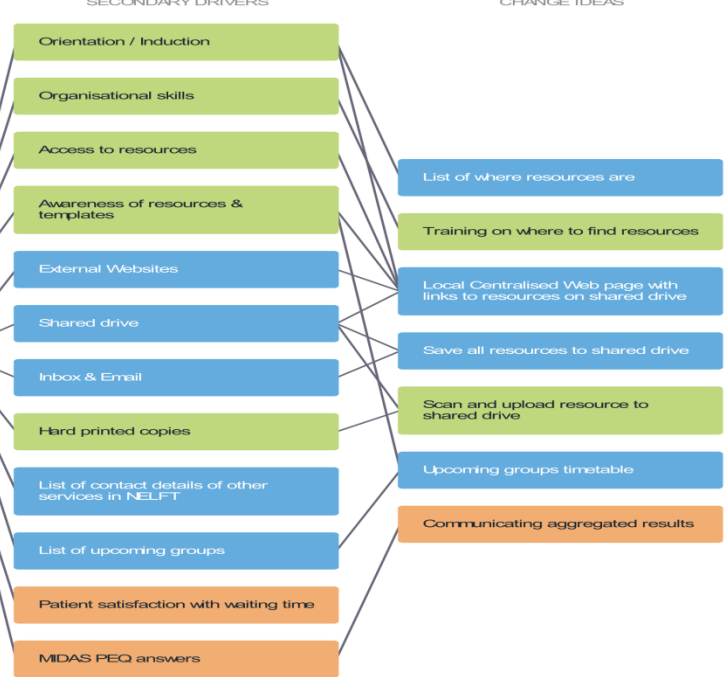 SECONDARY DRIVERS
CHANGE IDEAS
Orientation / Induction
Organisational skills
Access to resources
Awareness of resources &
templates
External Websites
Shared drive
Inbox & Email
Hard printed copies
List of contact details of other
services in NELFT
List of upcoming groups
Patient satisfaction with waiting time
MIDAS PEQ answers
List of where resources are
Training on where to find resources
Local Centralised Web page with
links to resources on shared drive
Save all resources to shared drive
Scan and upload resource to
shared drive
Upcoming groups timetable
Communicating aggregated results